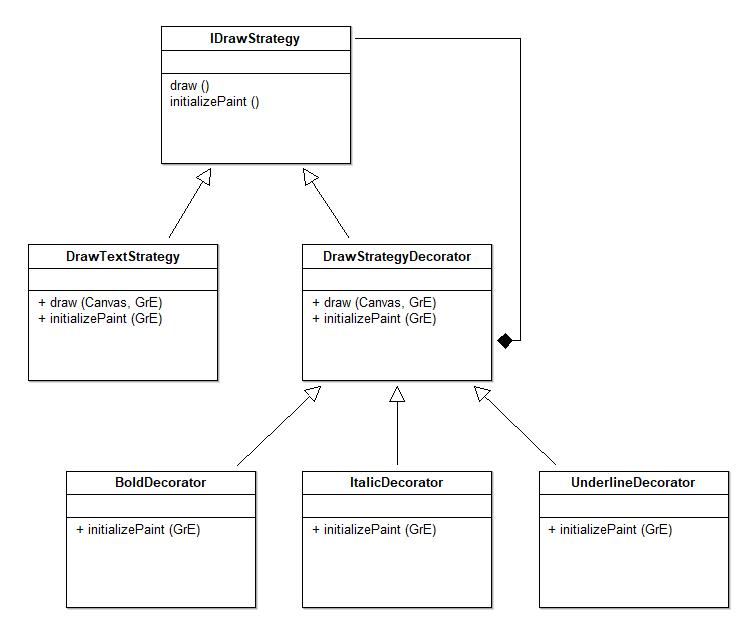 IDrawStrategy
draw ()
initializePaint ()
DrawTextStrategy
+ draw (Canvas, GrE)
+ initializePaint (GrE)
DrawStrategyDecorator
+ draw (Canvas, GrE)
+ initializePaint (GrE)
BoldDecorator
+ initializePaint (GrE)
ItalicDecorator
+ initializePaint (GrE)
UnderlineDecorator
+ initializePaint (GrE)